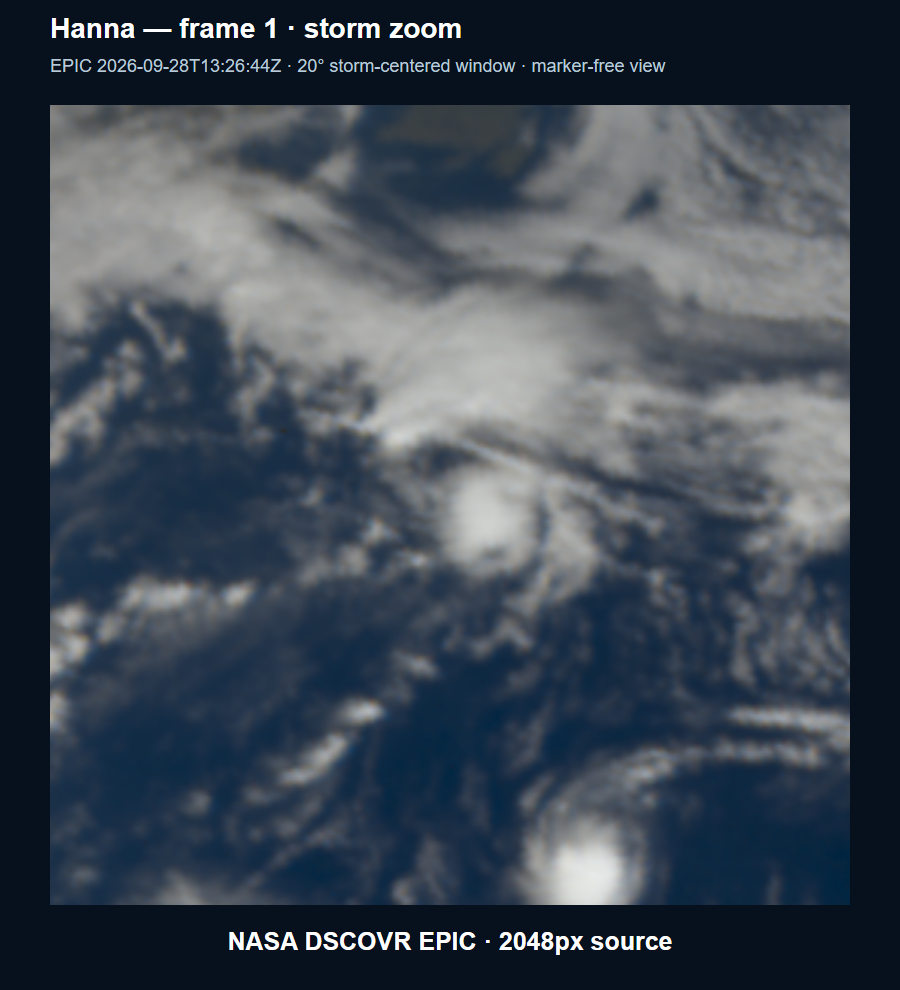 Hanna — frame 1 · storm zoom
EPIC 2026-09-28T13:26:44Z · 20° storm-centered window · marker-free view
NASA DSCOVR EPIC · 2048px source